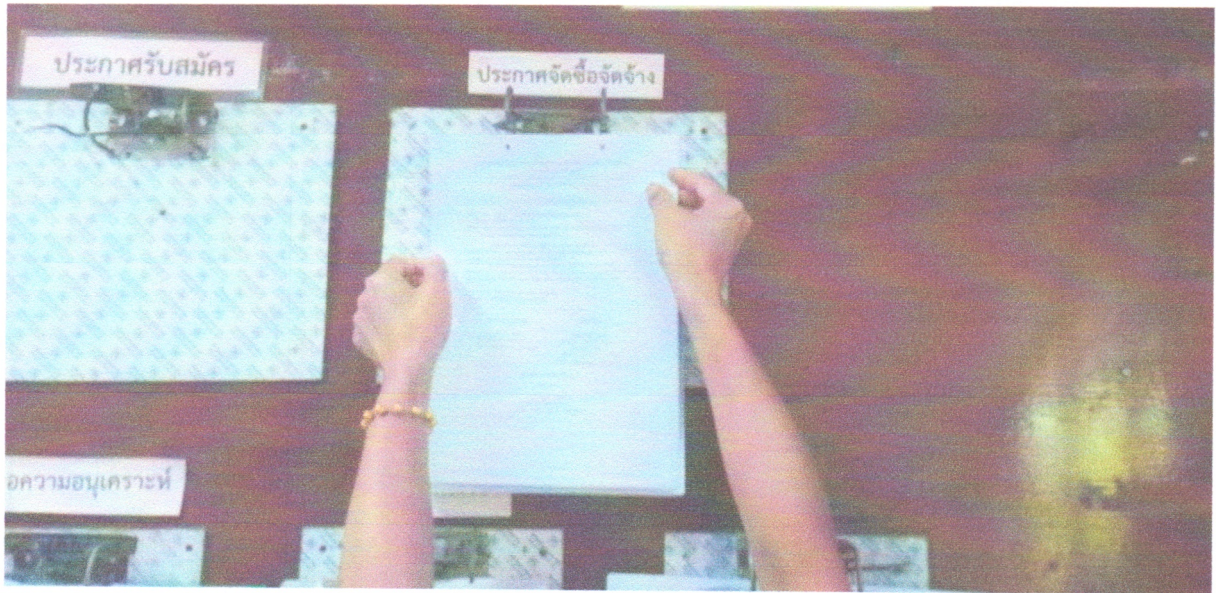 ประกาศรับสมัคร
ประกาศจัดซื้อจัดจ้าง
อความอนุเคราะห์